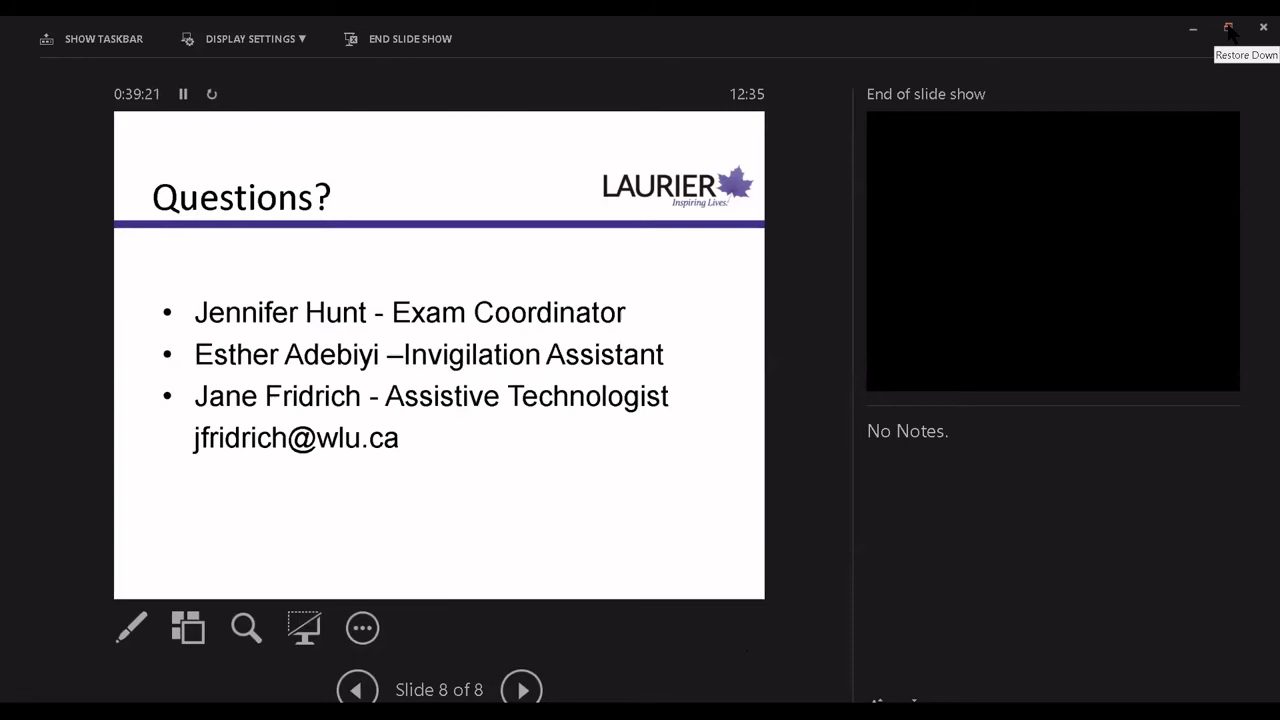 SHOW TASKBAR DISPLAY SETTINGS ▼ END SLIDE SHOW
Restore Down
0:39:21 12:35
End of slide show
Questions?
LAURIER
Inspiring Lives.
• Jennifer Hunt - Exam Coordinator
• Esther Adebiyi –Invigilation Assistant
• Jane Fridrich - Assistive Technologist
jfridrich@wlu.ca
No Notes.
Slide 8 of 8